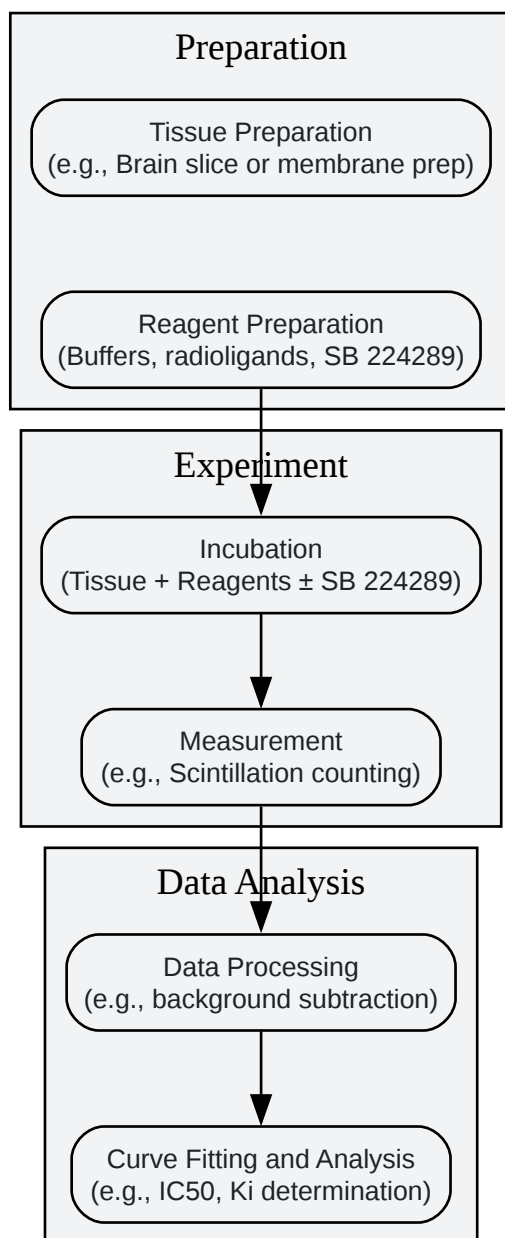 Preparation
Tissue Preparation
(e.g., Brain slice or membrane prep)
Reagent Preparation
(Buffers, radioligands, SB 224289)
Experiment
Incubation
(Tissue + Reagents ± SB 224289)
Measurement
(e.g., Scintillation counting)
Data Analysis
Data Processing
(e.g., background subtraction)
Curve Fitting and Analysis
(e.g., IC50, Ki determination)